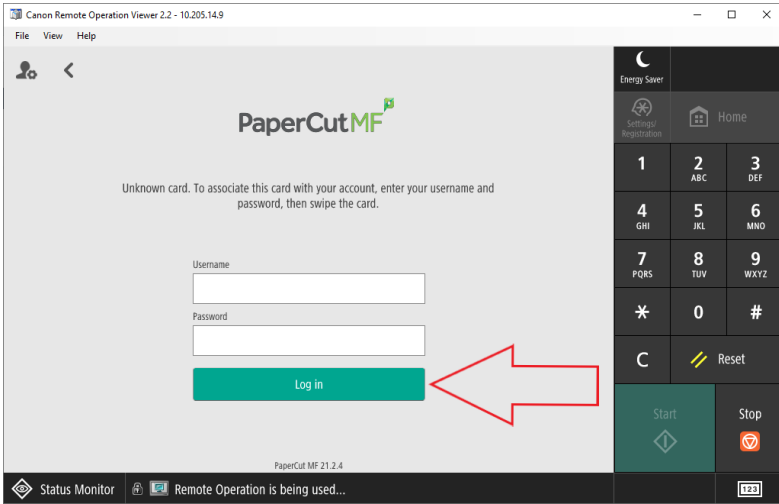 Canon Remote Operation Viewer 2.2 - 10.205.14.9
File View Help
PaperCut MF
Unknown card. To associate this card with your account, enter your username and
password, then swipe the card.
Username
Password
Log in
PaperCut MF 21.2.4
Energy Saver
Settings/
Registration
Home
1
2
ABC
3
DEF
4
GHI
5
JKL
6
MNO
7
PQRS
8
TUV
9
WXYZ
*
0
#
C
Reset
Start
Stop
Status Monitor
Remote Operation is being used...
123